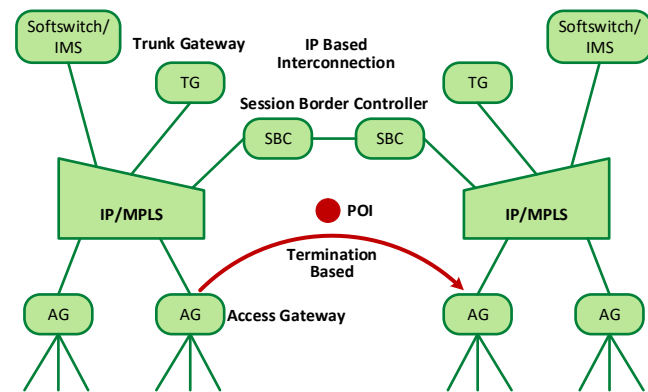 Softswitch/
IMS
Softswitch/
IMS
Trunk Gateway
IP Based
Interconnection
TG
TG
Session Border Controller
SBC
SBC
IP/MPLS
IP/MPLS
POI
Termination
Based
AG
AG
Access Gateway
AG
AG